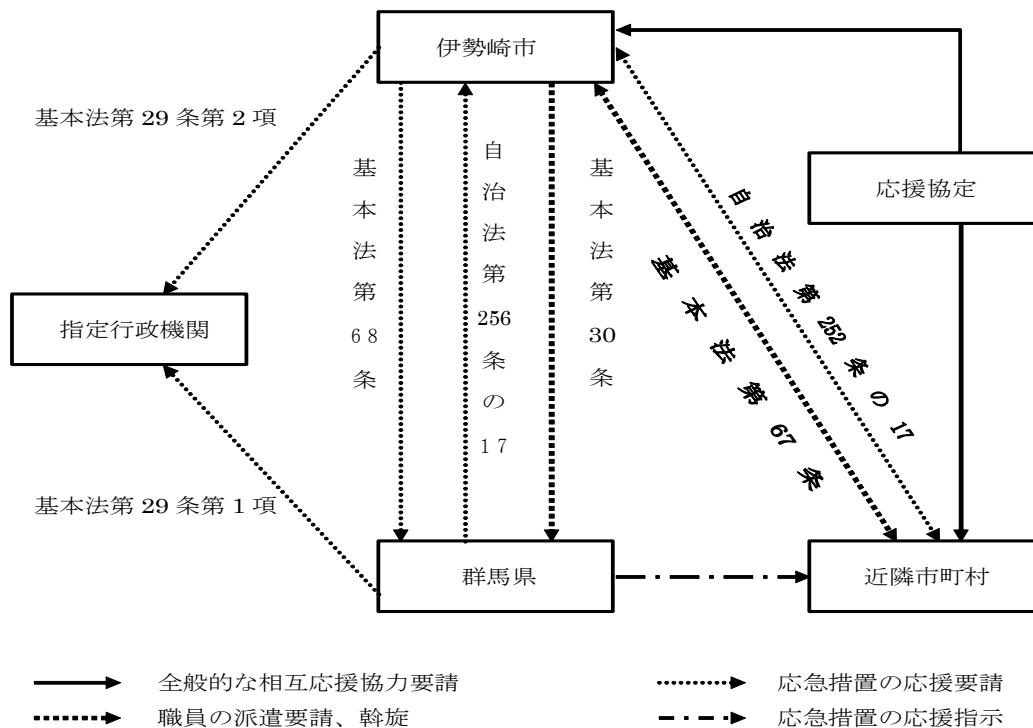 伊勢崎市
基本法第29条第2項
基本法第68条
自治法第256条の17
基本法第30条
自治法第252条の17
基本法第67条
応援協定
指定行政機関
基本法第29条第1項
群馬県
近隣市町村
全般的な相互応援協力要請
応急措置の応援要請
職員の派遣要請、斡旋
応急措置の応援指示